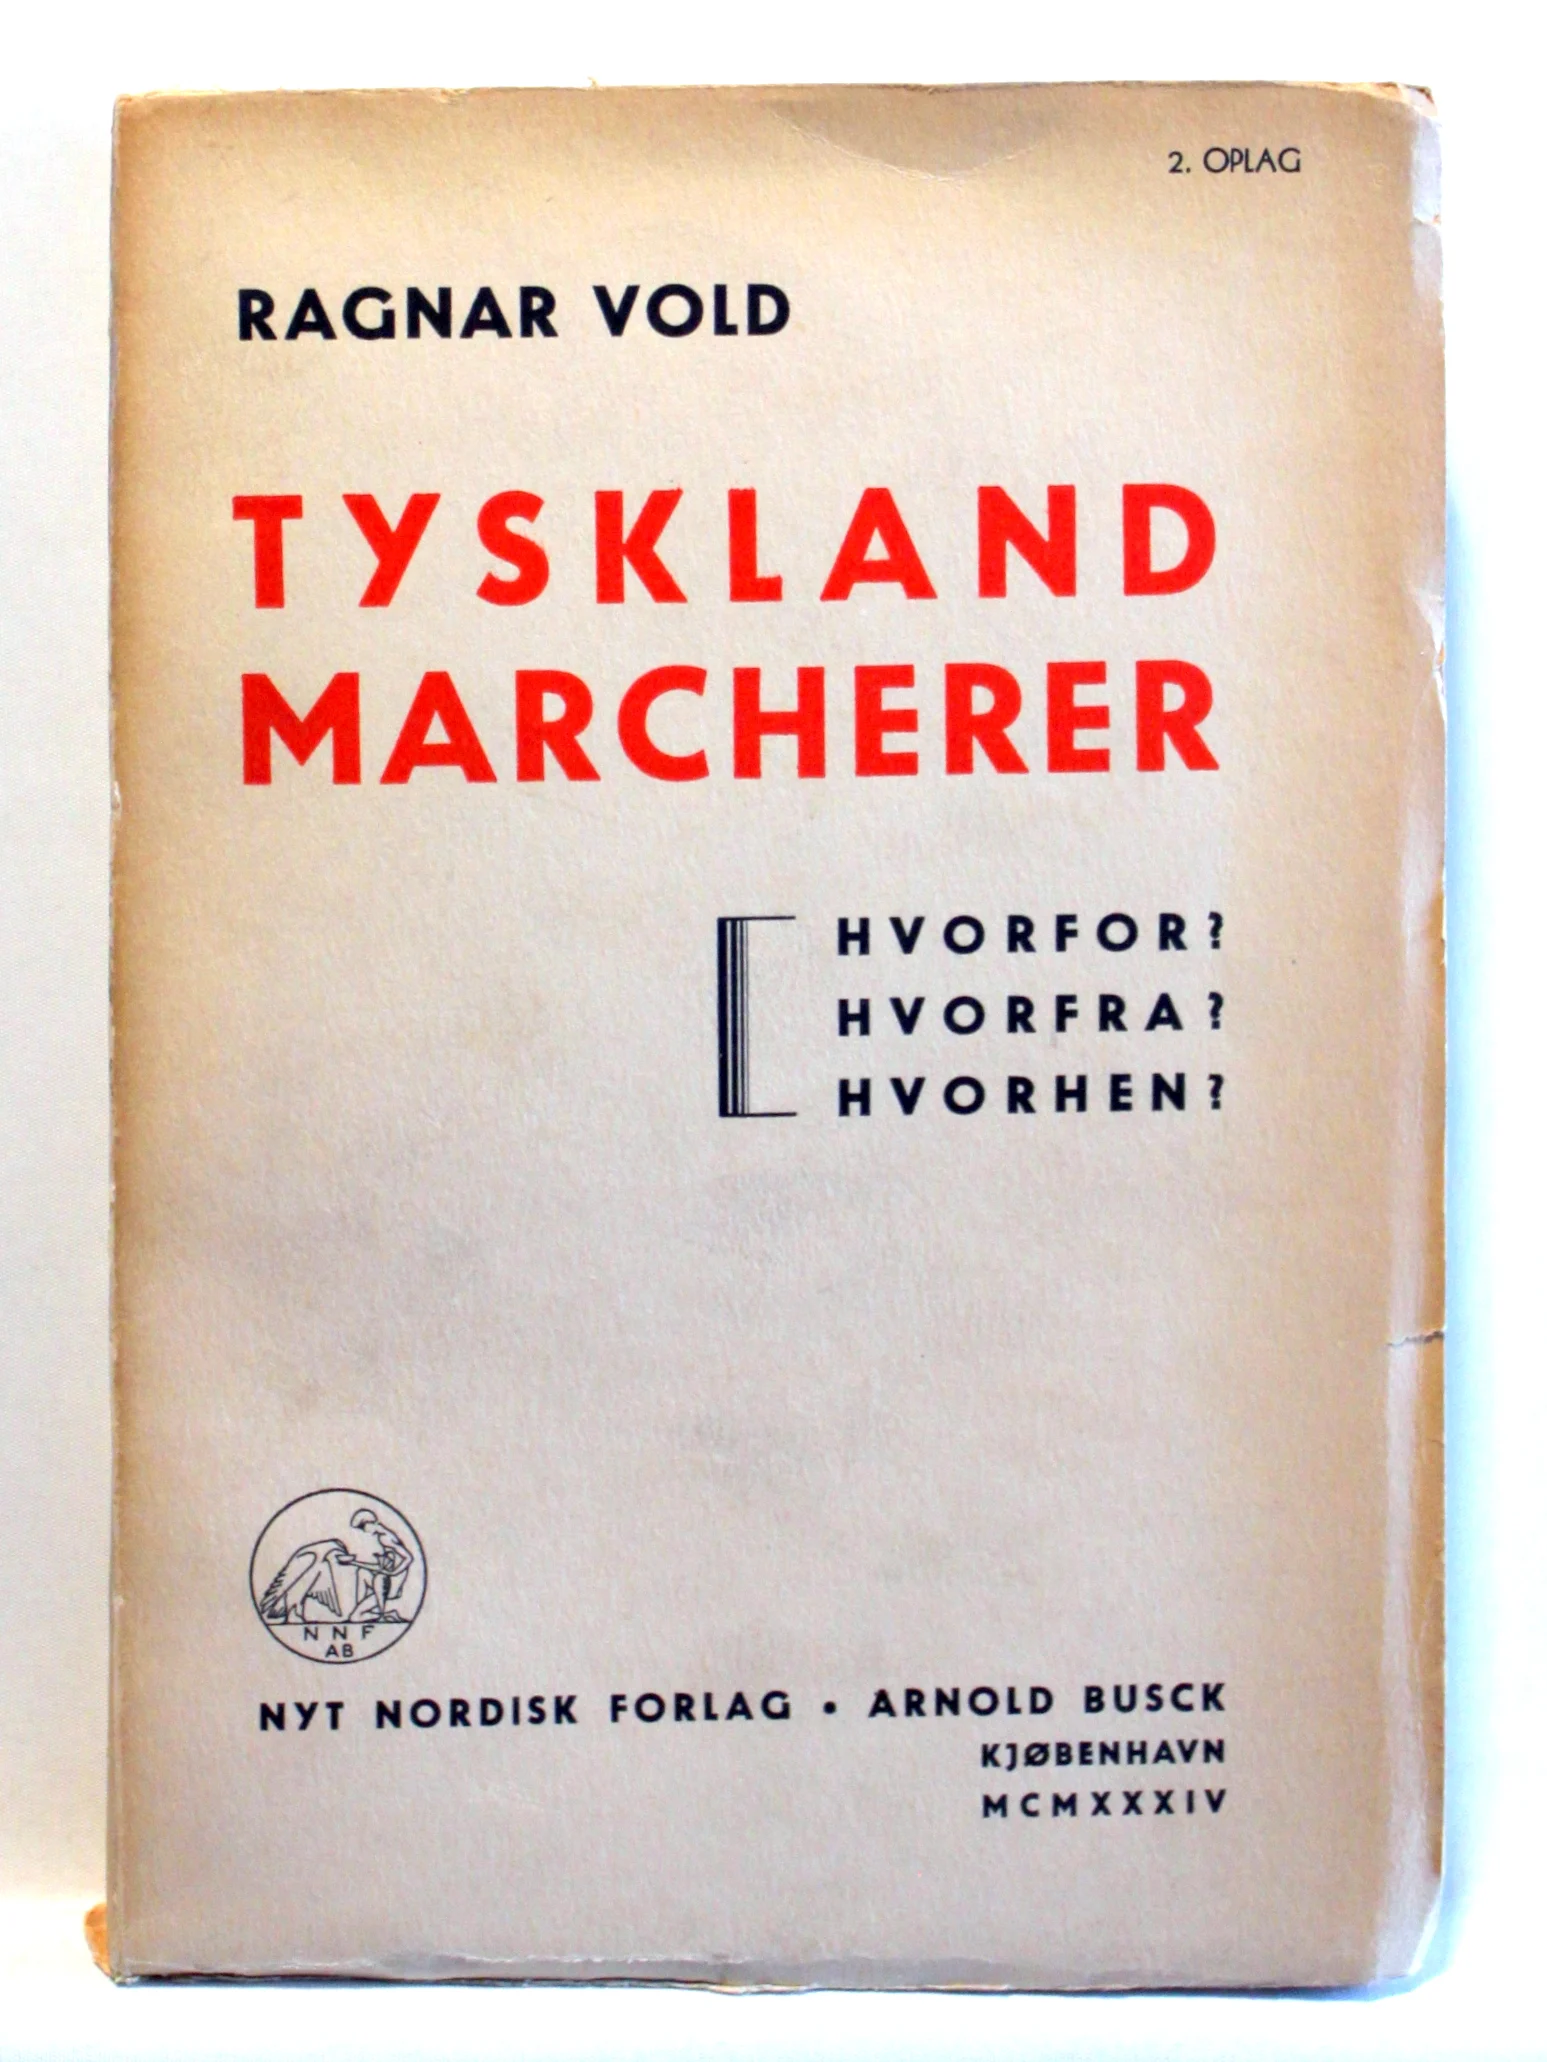 2. OPLAG
RAGNAR VOLD
TYSKLAND
MARCHERER
HVORFOR?
HVORFRA?
HVORHEN?
NNF
AB
NYT NORDISK FORLAG • ARNOLD BUSCK
KJØBENHAVN
MCMXXXIV